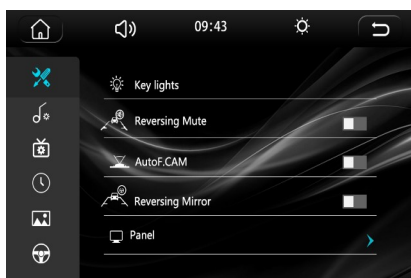 09:43
Key lights
Reversing Mute
AutoF.CAM
Reversing Mirror
Panel